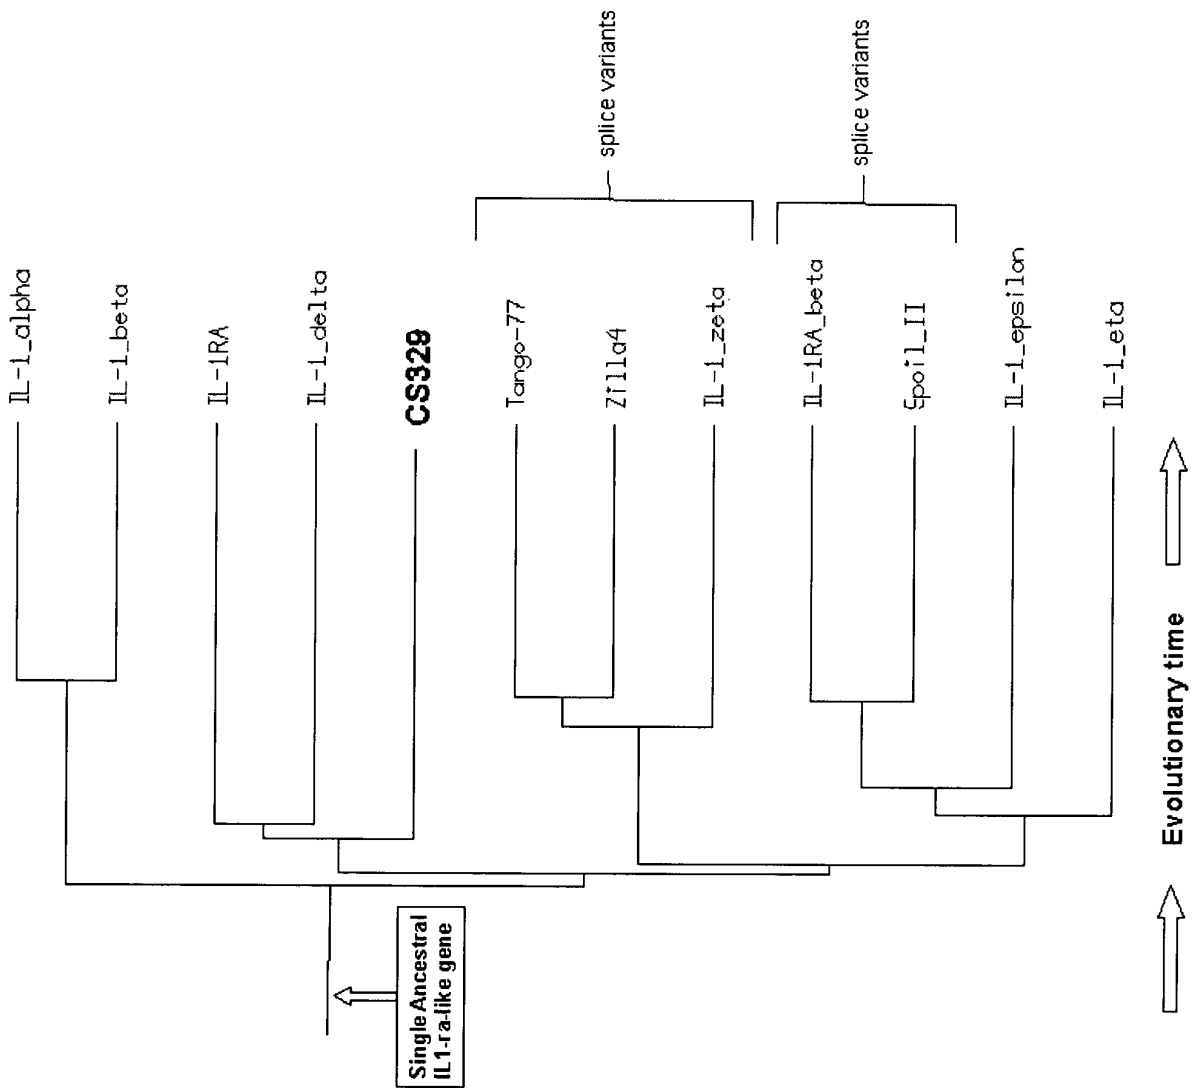 IL-1_alpha
IL-1_beta
IL-1RA
IL-1_delta
CS329
Tango-77
Zilla4
IL-1_zeta
splice variants
IL-1RA_beta
Spoil_II
splice variants
IL-1_epsilon
IL-1_eta
Single Ancestral
IL1-ra-like gene
Evolutionary time